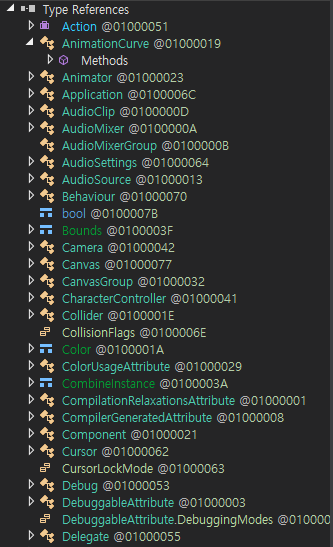 Type References
Action @01000051
AnimationCurve @01000019
Methods
Animator @01000023
Application @0100006C
AudioClip @0100000D
AudioMixer @0100000A
AudioMixerGroup @0100000B
AudioSettings @01000064
AudioSource @01000013
Behaviour @01000070
bool @0100007B
Bounds @0100003F
Camera @01000042
Canvas @01000077
CanvasGroup @01000032
CharacterController @01000041
Collider @0100001E
CollisionFlags @0100006E
Color @0100001A
ColorUsageAttribute @01000029
CombineInstance @0100003A
CompilationRelaxationsAttribute @01000001
CompilerGeneratedAttribute @01000008
Component @01000021
Cursor @01000062
CursorLockMode @01000063
Debug @01000053
DebuggableAttribute @01000003
DebuggableAttribute.DebuggingModes @010000
Delegate @01000055